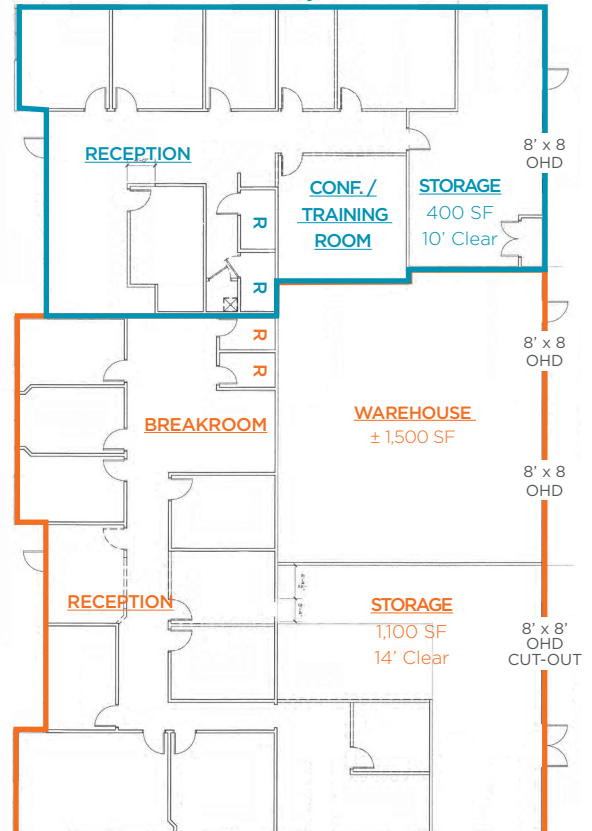 RECEPTION
CONF. /
TRAINING
ROOM
STORAGE
400 SF
10' Clear
8' x 8
OHD
R
R
R
R
BREAKROOM
WAREHOUSE
± 1,500 SF
8' x 8
OHD
8' x 8
OHD
RECEPTION
STORAGE
1,100 SF
14' Clear
8' x 8'
OHD
CUT-OUT